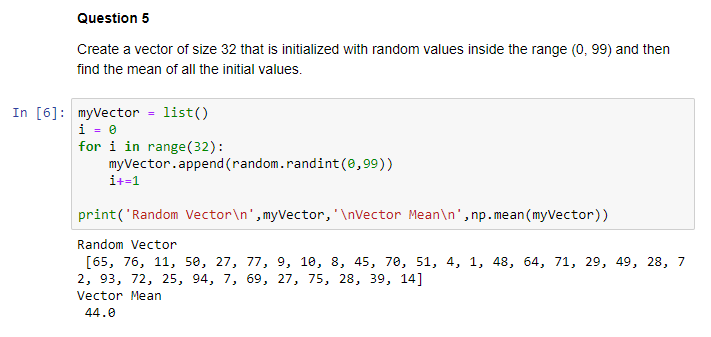 Question 5
Create a vector of size 32 that is initialized with random values inside the range (0, 99) and then
find the mean of all the initial values.
In [6]: myVector = list()
i = 0
for i in range(32):
    myVector.append(random.randint(0,99))
    i+=1
print('Random Vector\n',myVector,'\nVector Mean\n',np.mean(myVector))
Random Vector
 [65, 76, 11, 50, 27, 77, 9, 10, 8, 45, 70, 51, 4, 1, 48, 64, 71, 29, 49, 28, 7
2, 93, 72, 25, 94, 7, 69, 27, 75, 28, 39, 14]
Vector Mean
 44.0